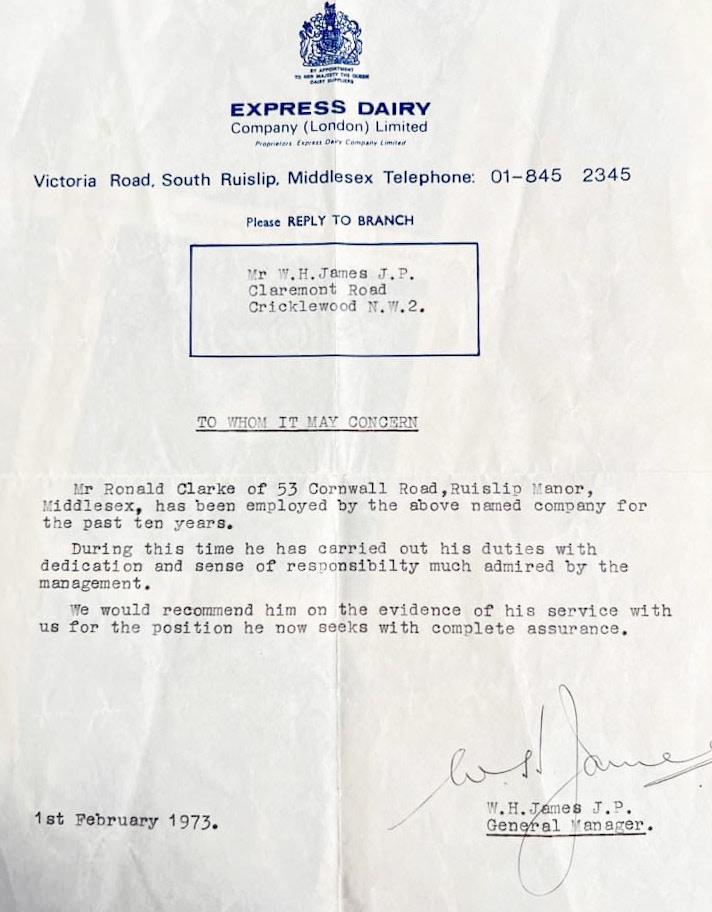 BY APPOINTMENT
TO HER MAJESTY THE QUEEN
DAIRY SUPPLIERS
EXPRESS DAIRY
Company (London) Limited
Proprietors Express Dairy Company Limited
Victoria Road, South Ruislip, Middlesex Telephone: 01-845 2345
Please REPLY TO BRANCH
Mr W.H.James J.P.
Claremont Road
Cricklewood N.W.2.
TO WHOM IT MAY CONCERN
Mr Ronald Clarke of 53 Cornwall Road,Ruislip Manor,
Middlesex, has been employed by the above named company for
the past ten years.
During this time he has carried out his duties with
dedication and sense of responsibilty much admired by the
management.
We would recommend him on the evidence of his service with
us for the position he now seeks with complete assurance.
W. H. James
W.H.James J.P.
1st February 1973.
General Manager.